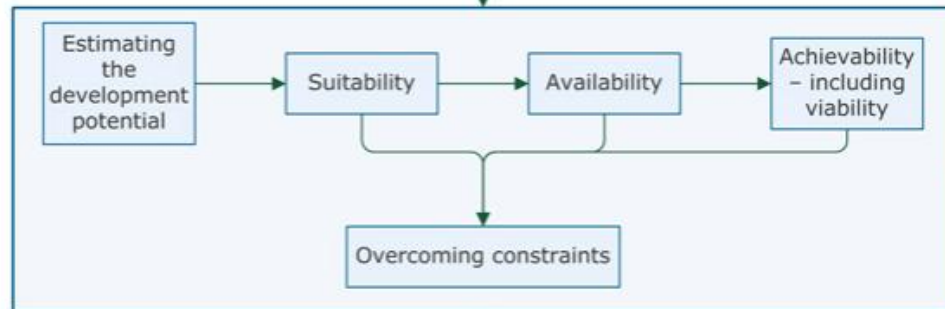 Estimating
the
development
potential
Suitability
Availability
Achievability
– including
viability
Overcoming constraints